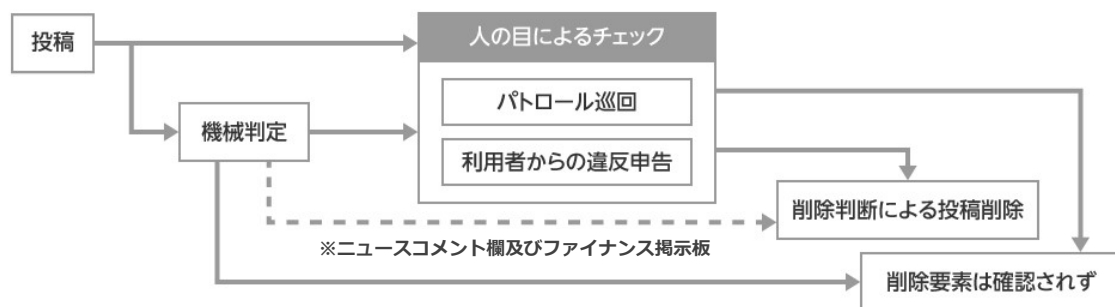 投稿
人の目によるチェック
パトロール巡回
機械判定
利用者からの違反申告
削除判断による投稿削除
※ニュースコメント欄及びファイナンス掲示板
削除要素は確認されず